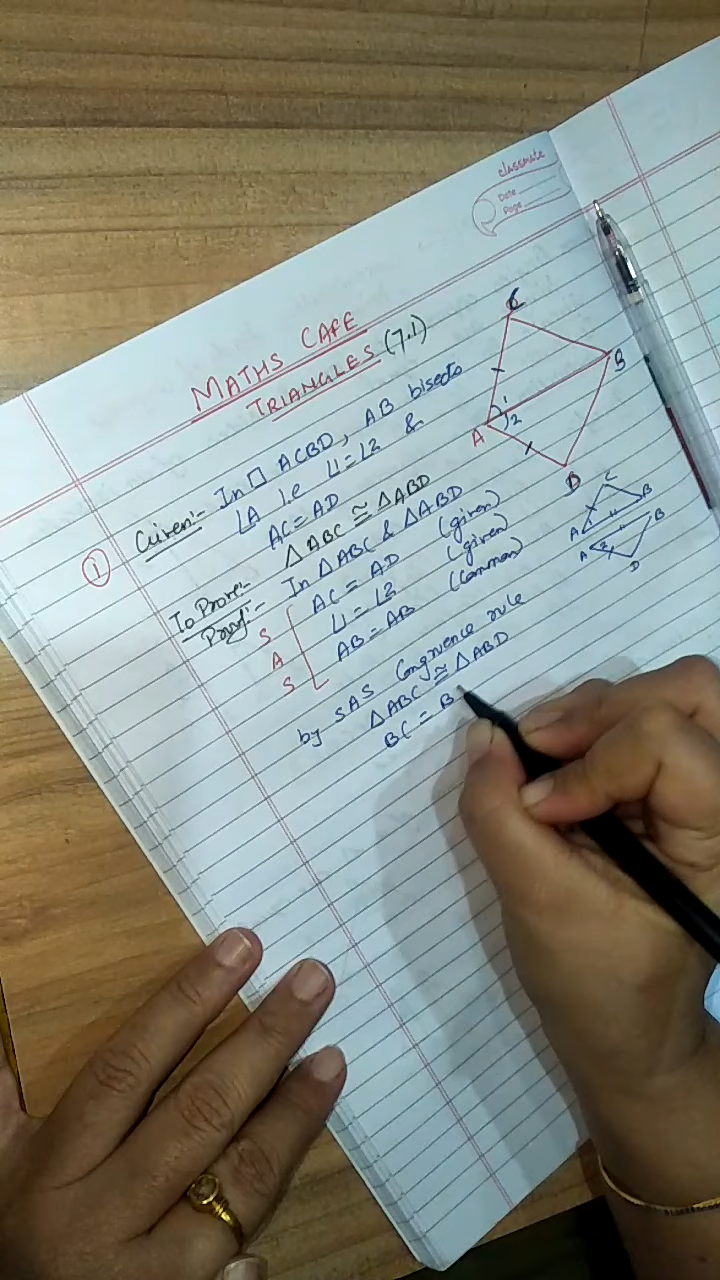 classmate
Date
Page
MATHS CAFE
TRIANGLES (7.1)
① Given:- In □ ACBD, AB bisects
∠A i.e ∠1=∠2 &
AC=AD
To Prove:- △ABC ≅ △ABD
Proof:- In △ABC & △ABD
S AC = AD (given)
A ∠1 = ∠2 (given)
S AB = AB (Common)
by SAS Congruence rule
△ABC ≅ △ABD
BC = B
C
B
A
1
2
D
C
A
B
A
2
B
D